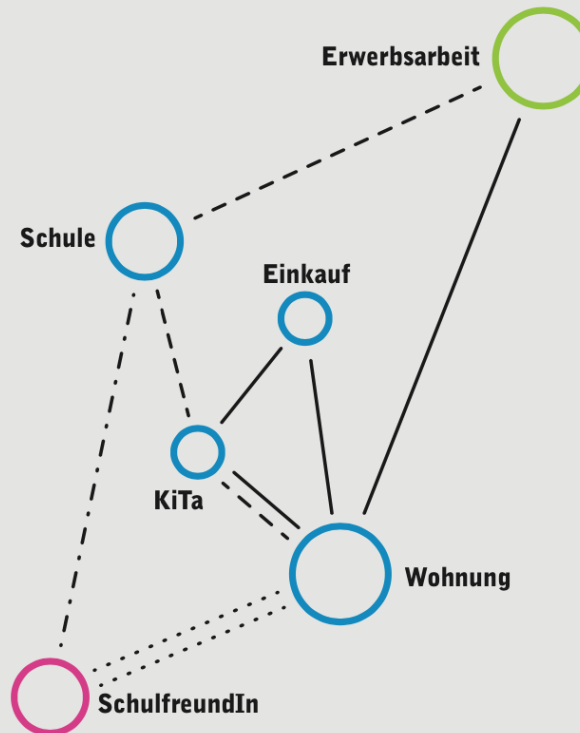 Erwerbsarbeit
Schule
Einkauf
KiTa
Wohnung
SchulfreundIn